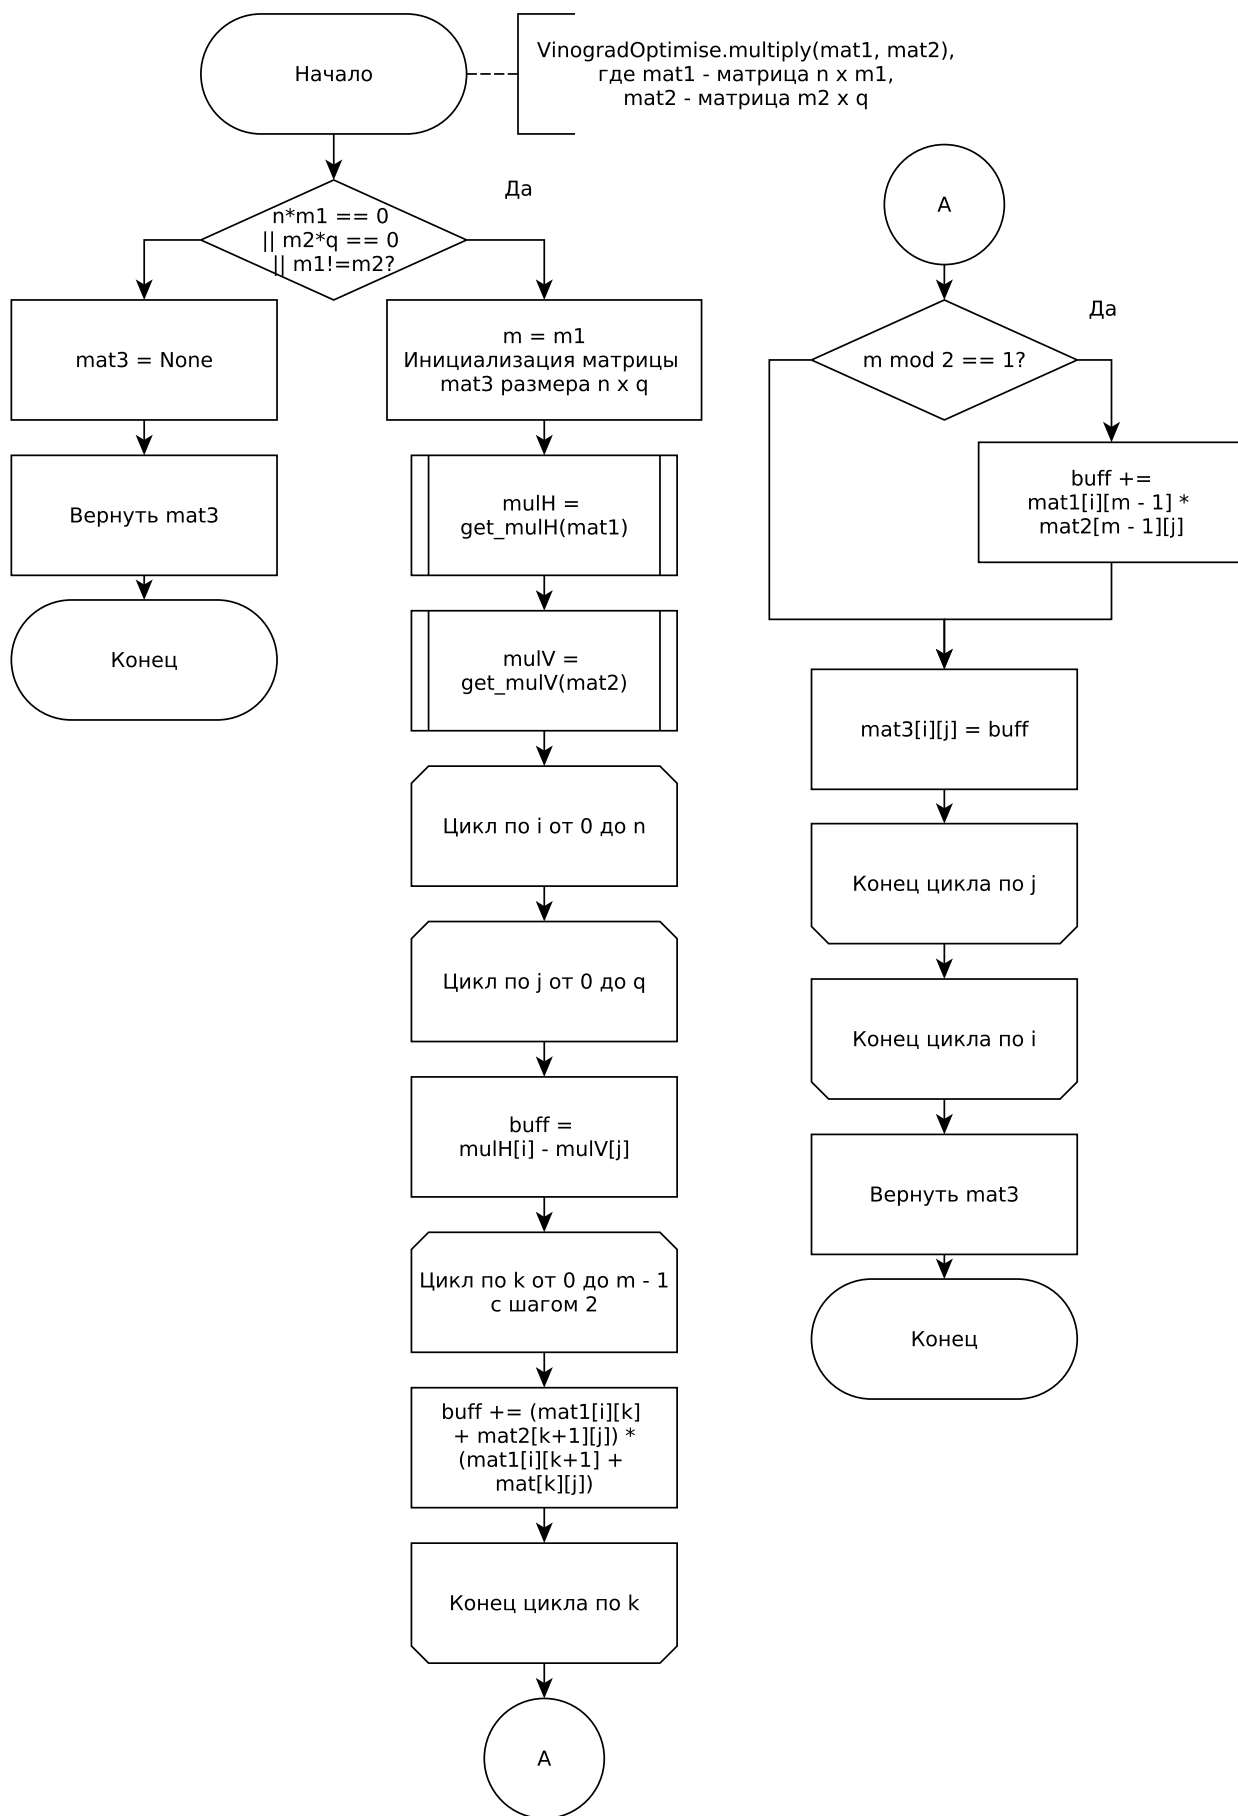 Начало
VinogradOptimise.multiply(mat1, mat2),
где mat1 - матрица n x m1,
mat2 - матрица m2 x q
Да
n*m1 == 0
|| m2*q == 0
|| m1!=m2?
mat3 = None
Вернуть mat3
Конец
m = m1
Инициализация матрицы
mat3 размера n x q
mulH =
get_mulH(mat1)
mulV =
get_mulV(mat2)
Цикл по i от 0 до n
Цикл по j от 0 до q
buff =
mulH[i] - mulV[j]
Цикл по k от 0 до m - 1
с шагом 2
buff += (mat1[i][k]
+ mat2[k+1][j]) *
(mat1[i][k+1] +
mat[k][j])
Конец цикла по k
A
A
Да
m mod 2 == 1?
buff +=
mat1[i][m - 1] *
mat2[m - 1][j]
mat3[i][j] = buff
Конец цикла по j
Конец цикла по i
Вернуть mat3
Конец